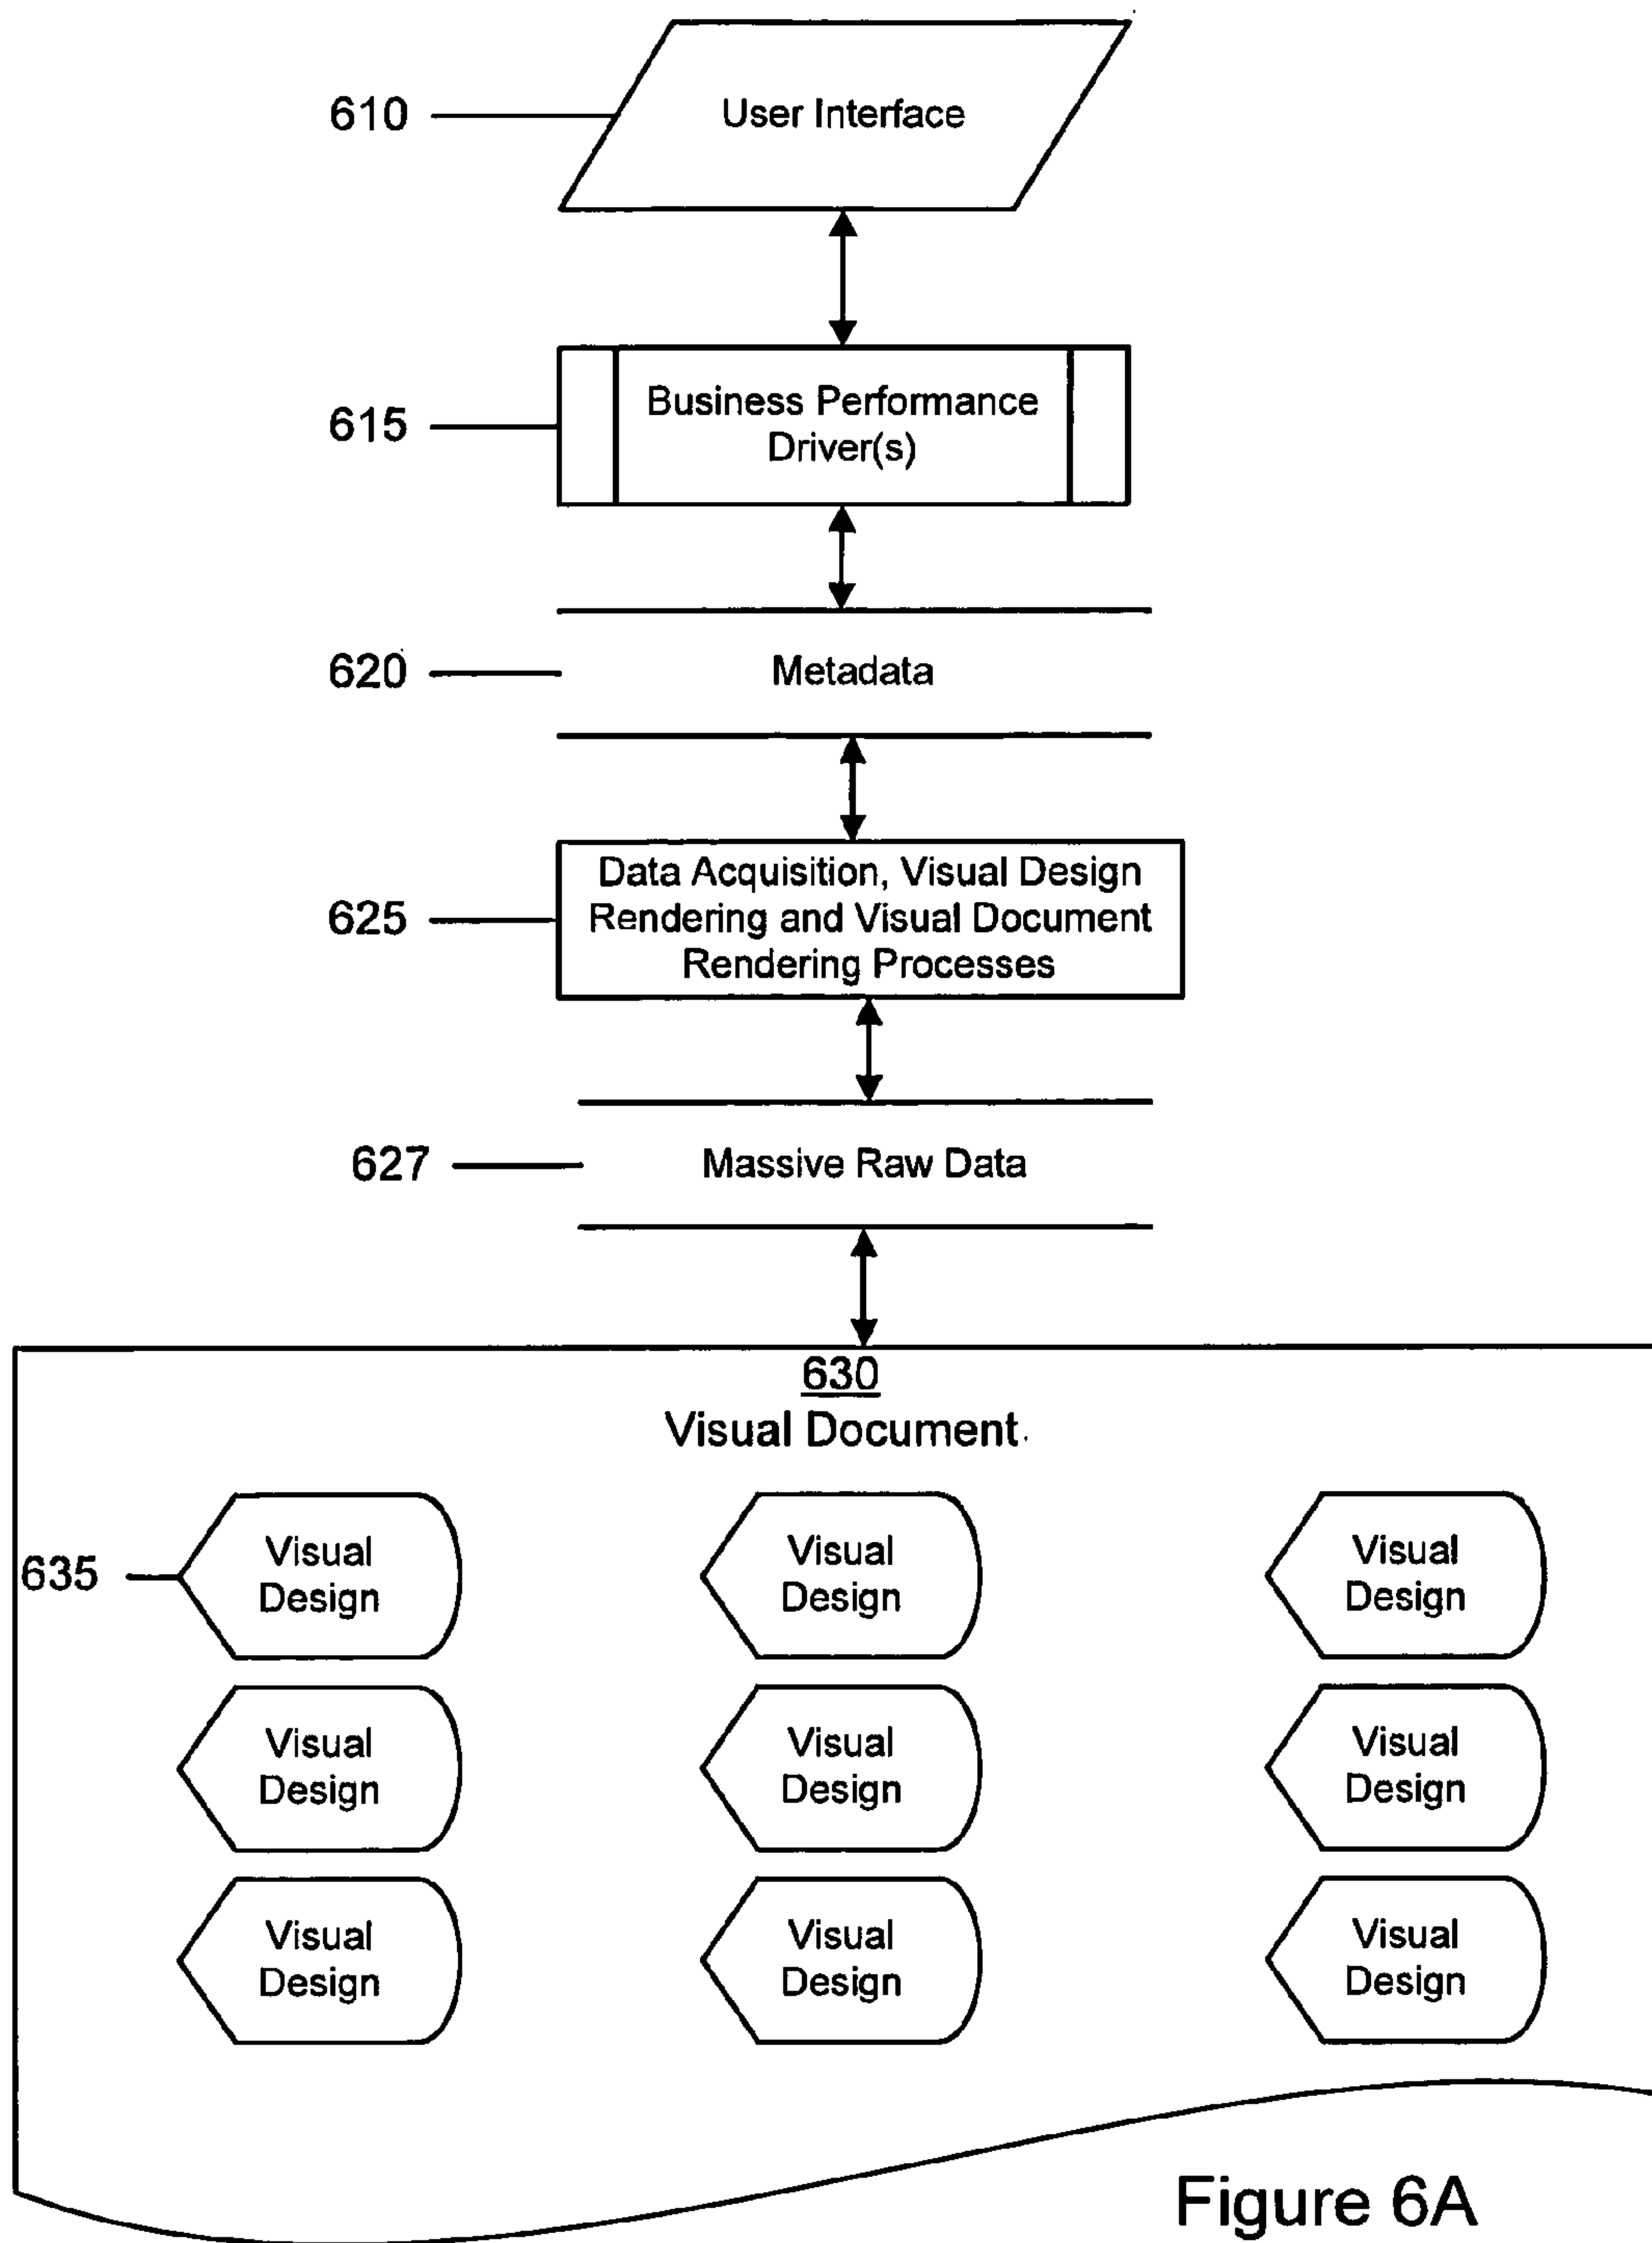 610
User Interface
615
Business Performance
Driver(s)
620
Metadata
625
Data Acquisition, Visual Design
Rendering and Visual Document
Rendering Processes
627
Massive Raw Data
630
Visual Document
635
Visual
Design
Visual
Design
Visual
Design
Visual
Design
Visual
Design
Visual
Design
Visual
Design
Visual
Design
Visual
Design
Figure 6A